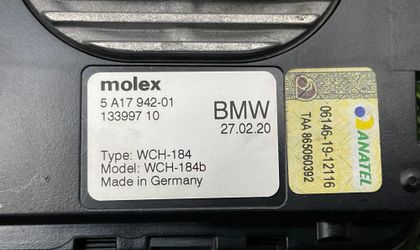 molex
5 A17 942-01
133997 10
BMW
27.02.20
Type: WCH-184
Model: WCH-184b
Made in Germany
06146-19-12116
TAA 865060392
ANATEL